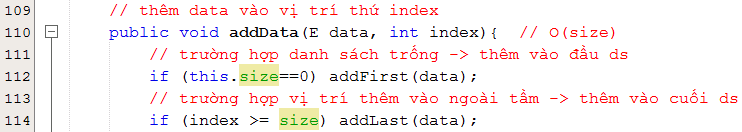 109 // thêm data vào vị trí thứ index
110 public void addData(E data, int index){ // O(size)
111 // trường hợp danh sách trống -> thêm vào đầu ds
112 if (this.size==0) addFirst(data);
113 // trường hợp vị trí thêm vào ngoài tầm -> thêm vào cuối ds
114 if (index >= size) addLast(data);